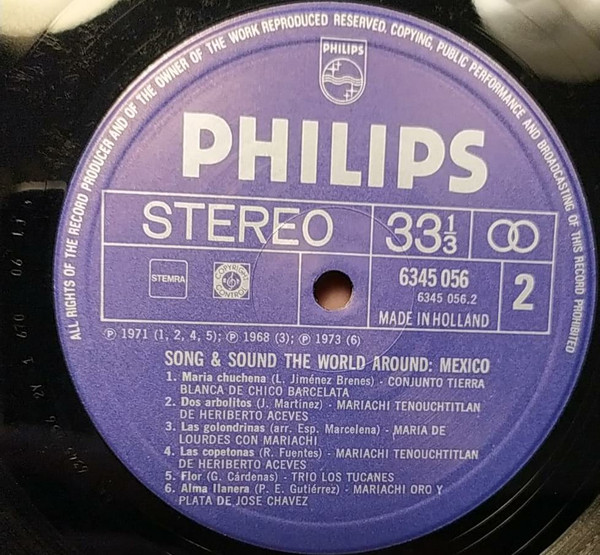 ALL RIGHTS OF THE RECORD PRODUCER AND OF THE OWNER OF THE WORK REPRODUCED RESERVED. COPYING, PUBLIC PERFORMANCE AND BROADCASTING OF THIS RECORD PROHIBITED
PHILIPS
PHILIPS
STEREO 33 1/3
STEMRA COPYRIGHT CONTROL 6345 056 2
6345 056.2
MADE IN HOLLAND
℗ 1971 (1, 2, 4, 5); ℗ 1968 (3); ℗ 1973 (6)
SONG & SOUND THE WORLD AROUND: MEXICO
1. Maria chuchena (L. Jiménez Brenes) - CONJUNTO TIERRA
BLANCA DE CHICO BARCELATA
2. Dos arbolitos (J. Martínez) - MARIACHI TENOUCHTITLAN
DE HERIBERTO ACEVES
3. Las golondrinas (arr. Esp. Marcelena) - MARIA DE
LOURDES CON MARIACHI
4. Las copetonas (R. Fuentes) - MARIACHI TENOUCHTITLAN
DE HERIBERTO ACEVES
5. Flor (G. Cárdenas) - TRIO LOS TUCANES
6. Alma llanera (P. E. Gutiérrez) - MARIACHI ORO Y
PLATA DE JOSE CHAVEZ